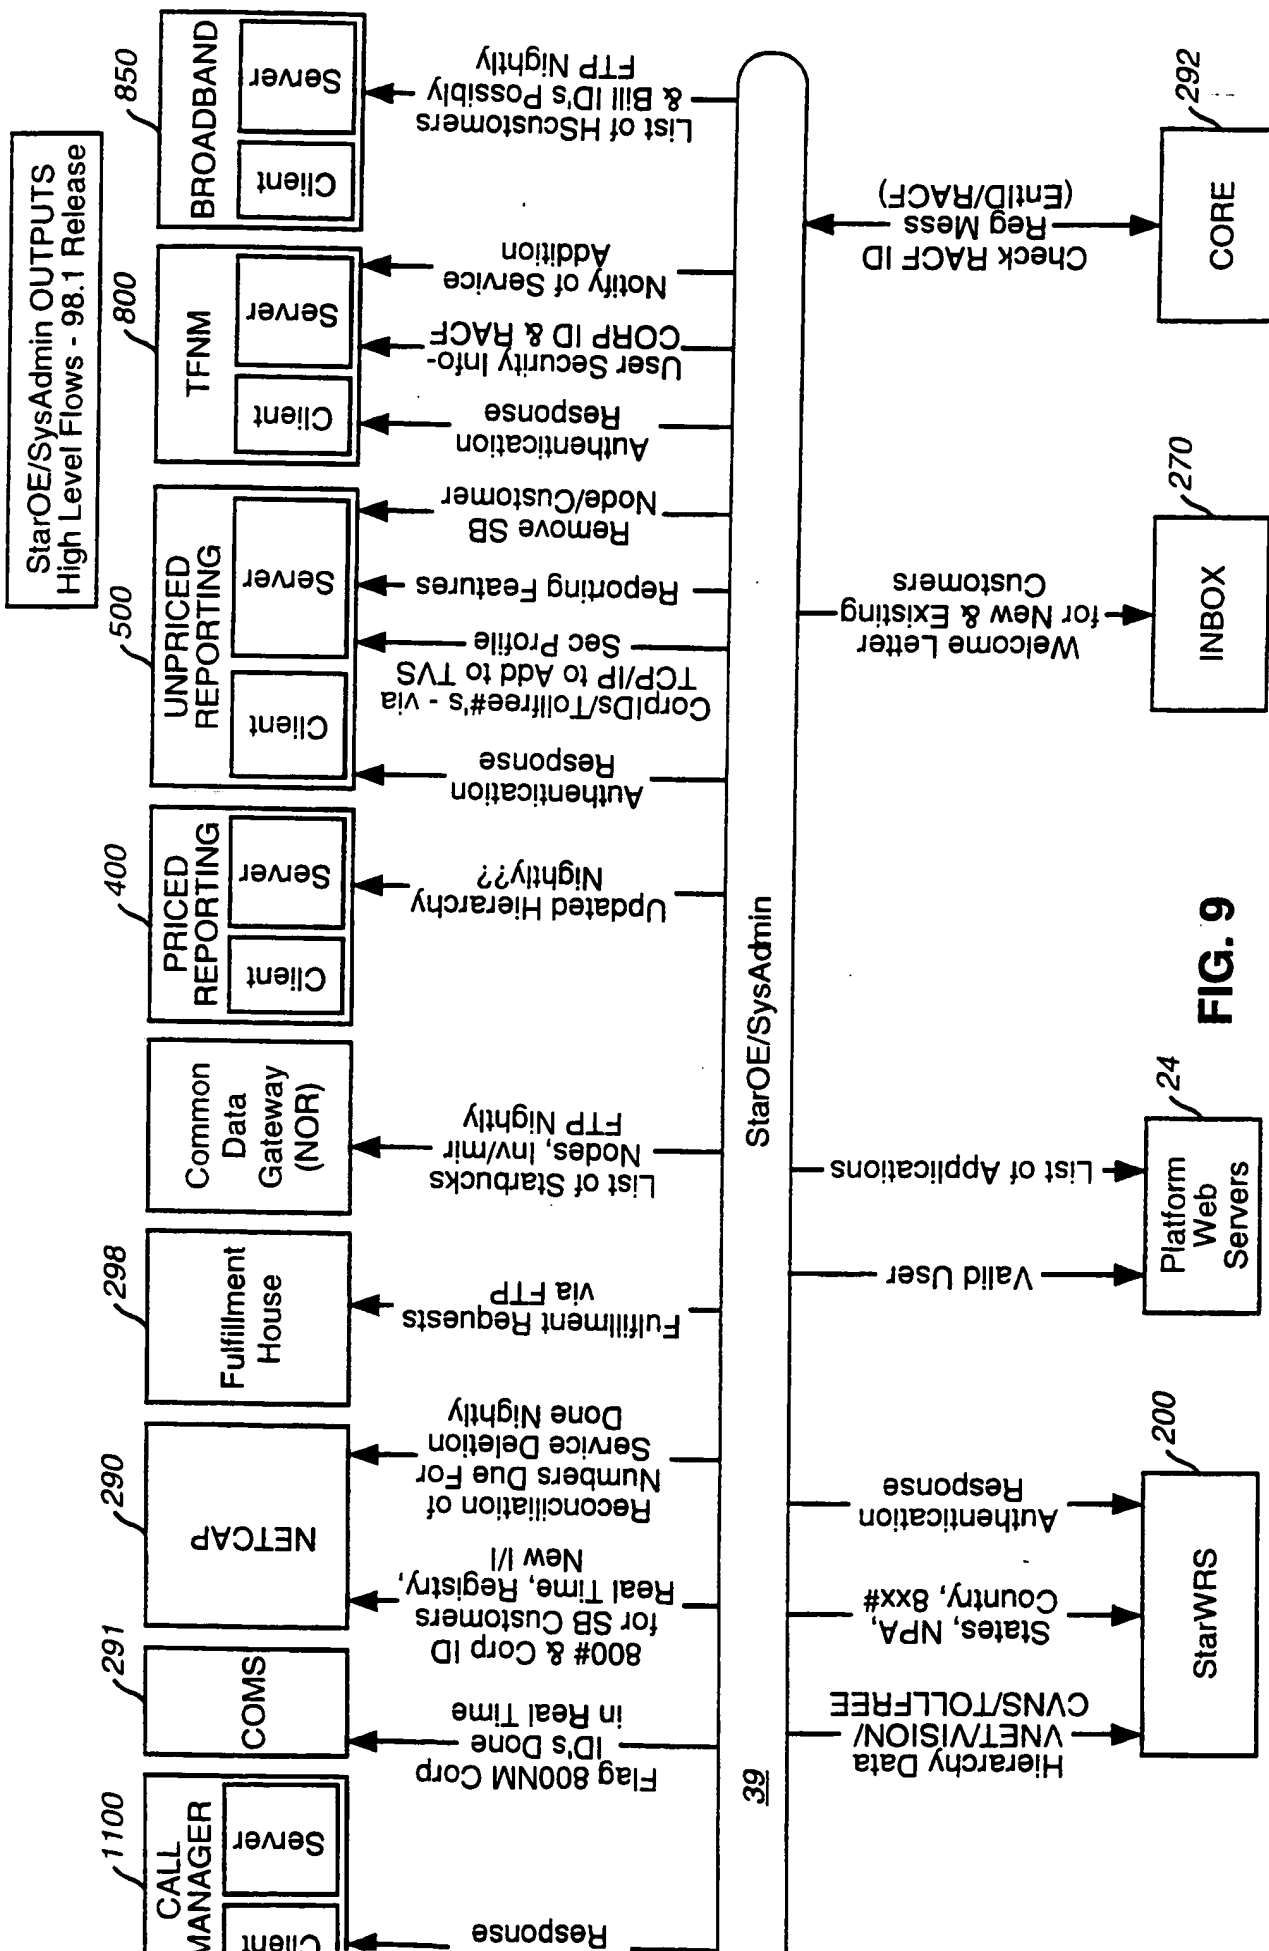 StarOE/SysAdmin OUTPUTS
High Level Flows - 98.1 Release
1100
CALL
MANAGER
Client
Server
Response
291
COMS
Flag 800NM Corp
ID's Done
in Real Time
290
NETCAP
800# & Corp ID
for SB Customers
Real Time, Registry,
New I/I
Reconciliation of
Numbers Due For
Service Deletion
Done Nightly
298
Fulfillment
House
Fulfillment Requests
via FTP
Common
Data
Gateway
(NOR)
List of Starbucks
Nodes, Inv/mir
FTP Nightly
400
PRICED
REPORTING
Client
Server
Updated Hierarchy
Nightly??
500
UNPRICED
REPORTING
Client
Server
Authentication
Response
CorpIDs/Tollfree#'s - via
TCP/IP to Add to TVS
Sec Profile
Reporting Features
Remove SB
Node/Customer
800
TFNM
Client
Server
Authentication
Response
User Security Info-
CORP ID & RACF
Notify of Service
Addition
850
BROADBAND
Client
Server
List of HScustomers
& Bill ID's Possibly
FTP Nightly
39
StarOE/SysAdmin
Hierarchy Data
VNET/VISION/
CVNS/TOLLFREE
States, NPA,
Country, 8xx#
Authentication
Response
200
StarWRS
Valid User
List of Applications
24
Platform
Web
Servers
Welcome Letter
for New & Existing
Customers
270
INBOX
Check RACF ID
Reg Mess
(EntID/RACF)
292
CORE
FIG. 9